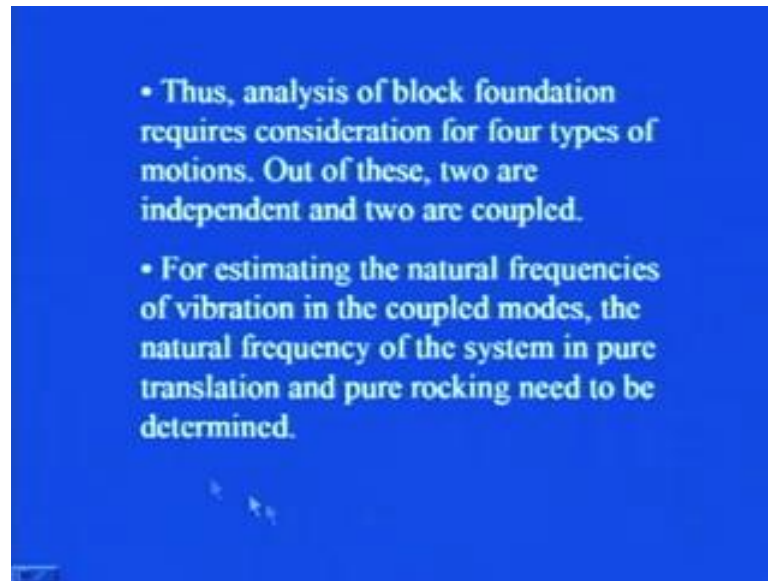 • Thus, analysis of block foundation
requires consideration for four types of
motions. Out of these, two are
independent and two are coupled.
• For estimating the natural frequencies
of vibration in the coupled modes, the
natural frequency of the system in pure
translation and pure rocking need to be
determined.